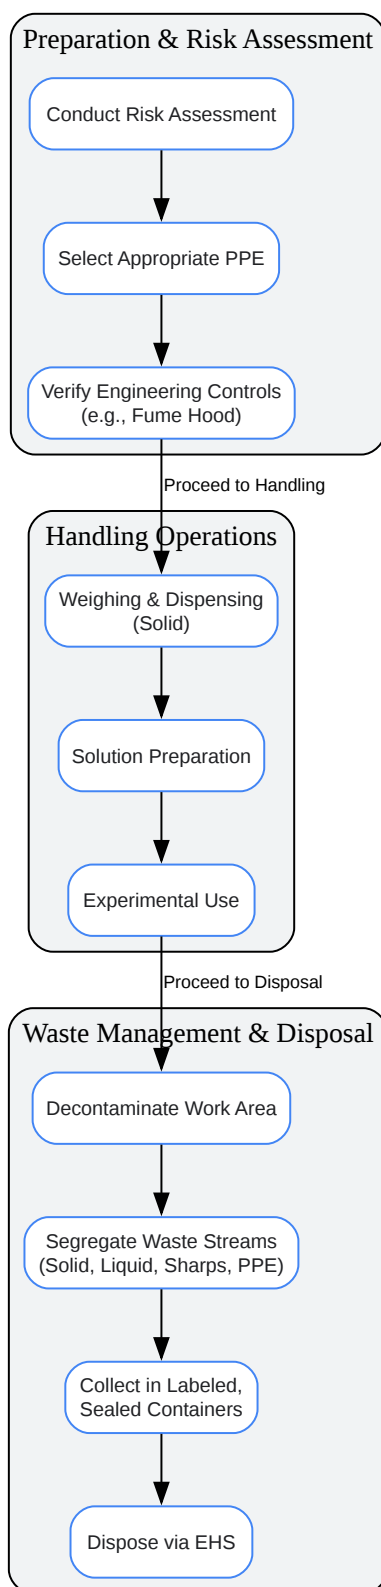 Preparation & Risk Assessment
Conduct Risk Assessment
Select Appropriate PPE
Verify Engineering Controls
(e.g., Fume Hood)
Proceed to Handling
Handling Operations
Weighing & Dispensing
(Solid)
Solution Preparation
Experimental Use
Proceed to Disposal
Waste Management & Disposal
Decontaminate Work Area
Segregate Waste Streams
(Solid, Liquid, Sharps, PPE)
Collect in Labeled,
Sealed Containers
Dispose via EHS